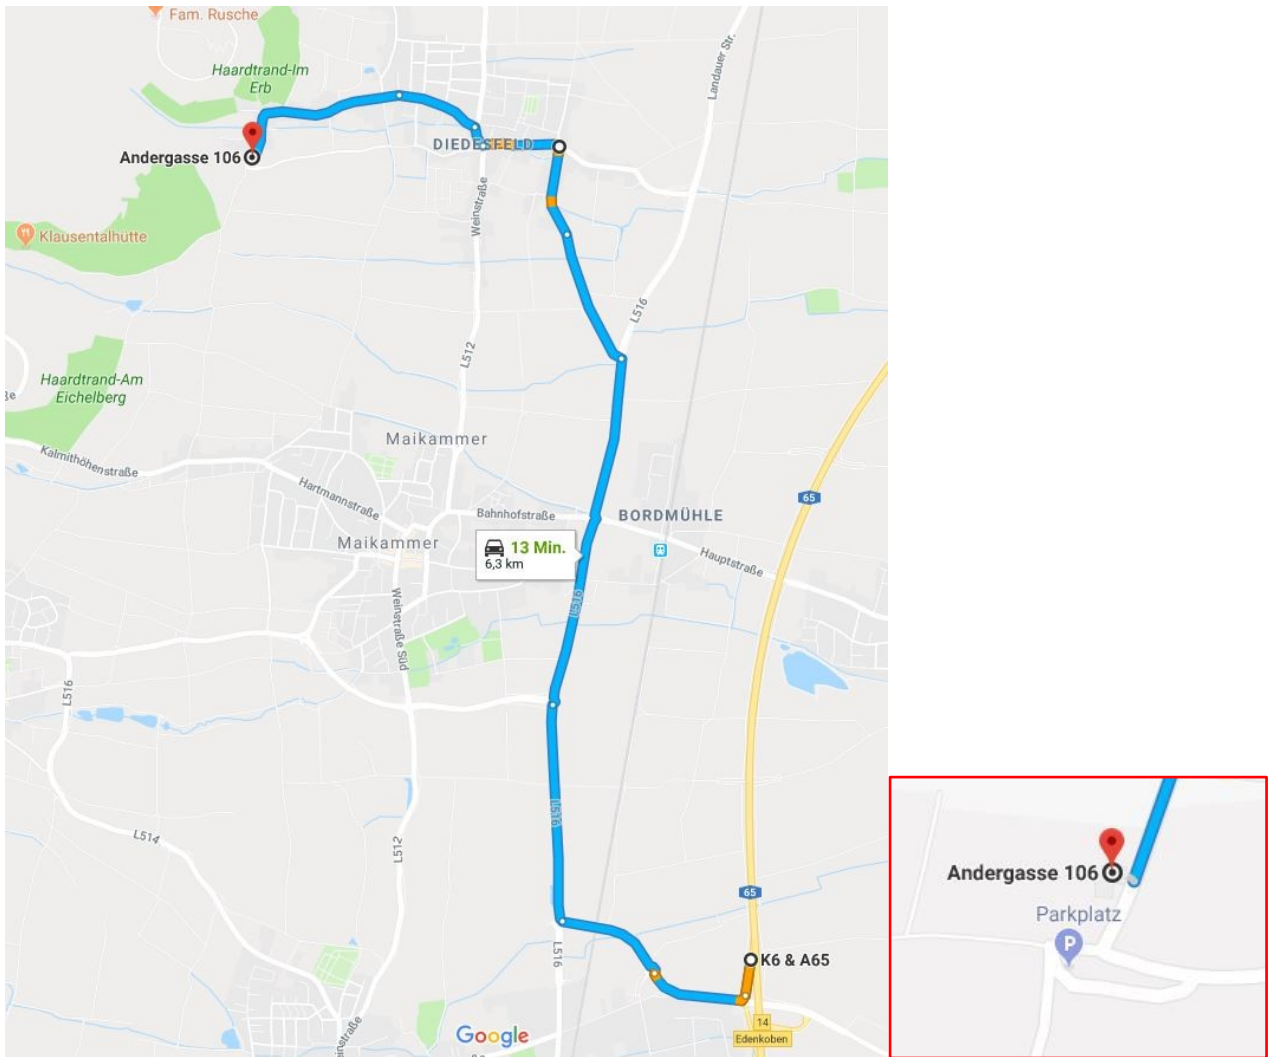 Fam. Rusche
Haardtrand-Im
Erb
Landauer Str.
DIEDESFELD
Andergasse 106
Weinstraße
Klausentalhütte
L516
L512
Haardtrand-Am
Eichelberg
ße
Maikammer
Kalmithöhenstraße
Hartmannstraße
65
Bahnhofstraße
BORDMÜHLE
Maikammer
13 Min.
6,3 km
Hauptstraße
L516
Weinstraße Süd
L516
L516
L514
L512
65
L516
K6 & A65
14
Edenkoben
Google
Andergasse 106
Parkplatz
P